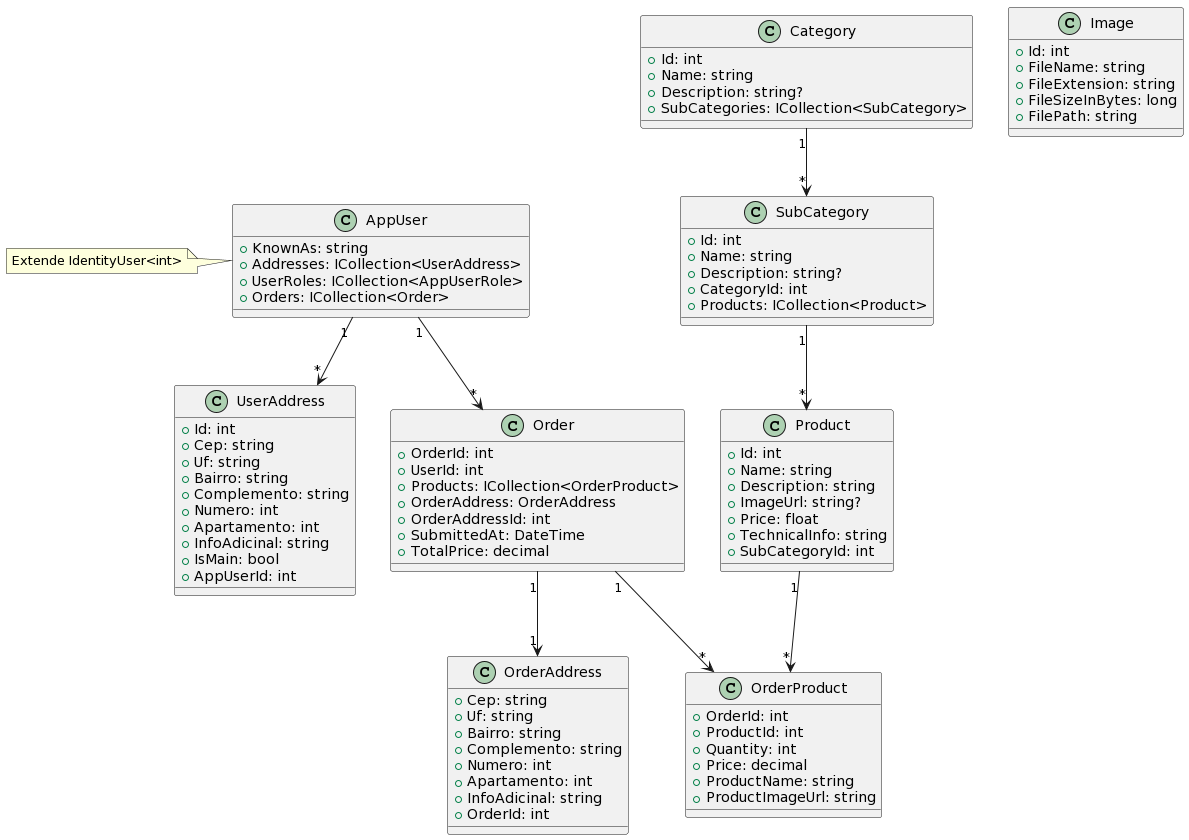 C Category
Id: int
Name: string
Description: string?
SubCategories: ICollection<SubCategory>
C Image
Id: int
FileName: string
FileExtension: string
FileSizeInBytes: long
FilePath: string
1
*
Extende IdentityUser<int>
C AppUser
KnownAs: string
Addresses: ICollection<UserAddress>
UserRoles: ICollection<AppUserRole>
Orders: ICollection<Order>
C SubCategory
Id: int
Name: string
Description: string?
CategoryId: int
Products: ICollection<Product>
1
*
1
*
1
*
C UserAddress
Id: int
Cep: string
Uf: string
Bairro: string
Complemento: string
Numero: int
Apartamento: int
InfoAdicinal: string
IsMain: bool
AppUserId: int
C Order
OrderId: int
UserId: int
Products: ICollection<OrderProduct>
OrderAddress: OrderAddress
OrderAddressId: int
SubmittedAt: DateTime
TotalPrice: decimal
C Product
Id: int
Name: string
Description: string
ImageUrl: string?
Price: float
TechnicalInfo: string
SubCategoryId: int
1
1
1
*
1
*
C OrderAddress
Cep: string
Uf: string
Bairro: string
Complemento: string
Numero: int
Apartamento: int
InfoAdicinal: string
OrderId: int
C OrderProduct
OrderId: int
ProductId: int
Quantity: int
Price: decimal
ProductName: string
ProductImageUrl: string